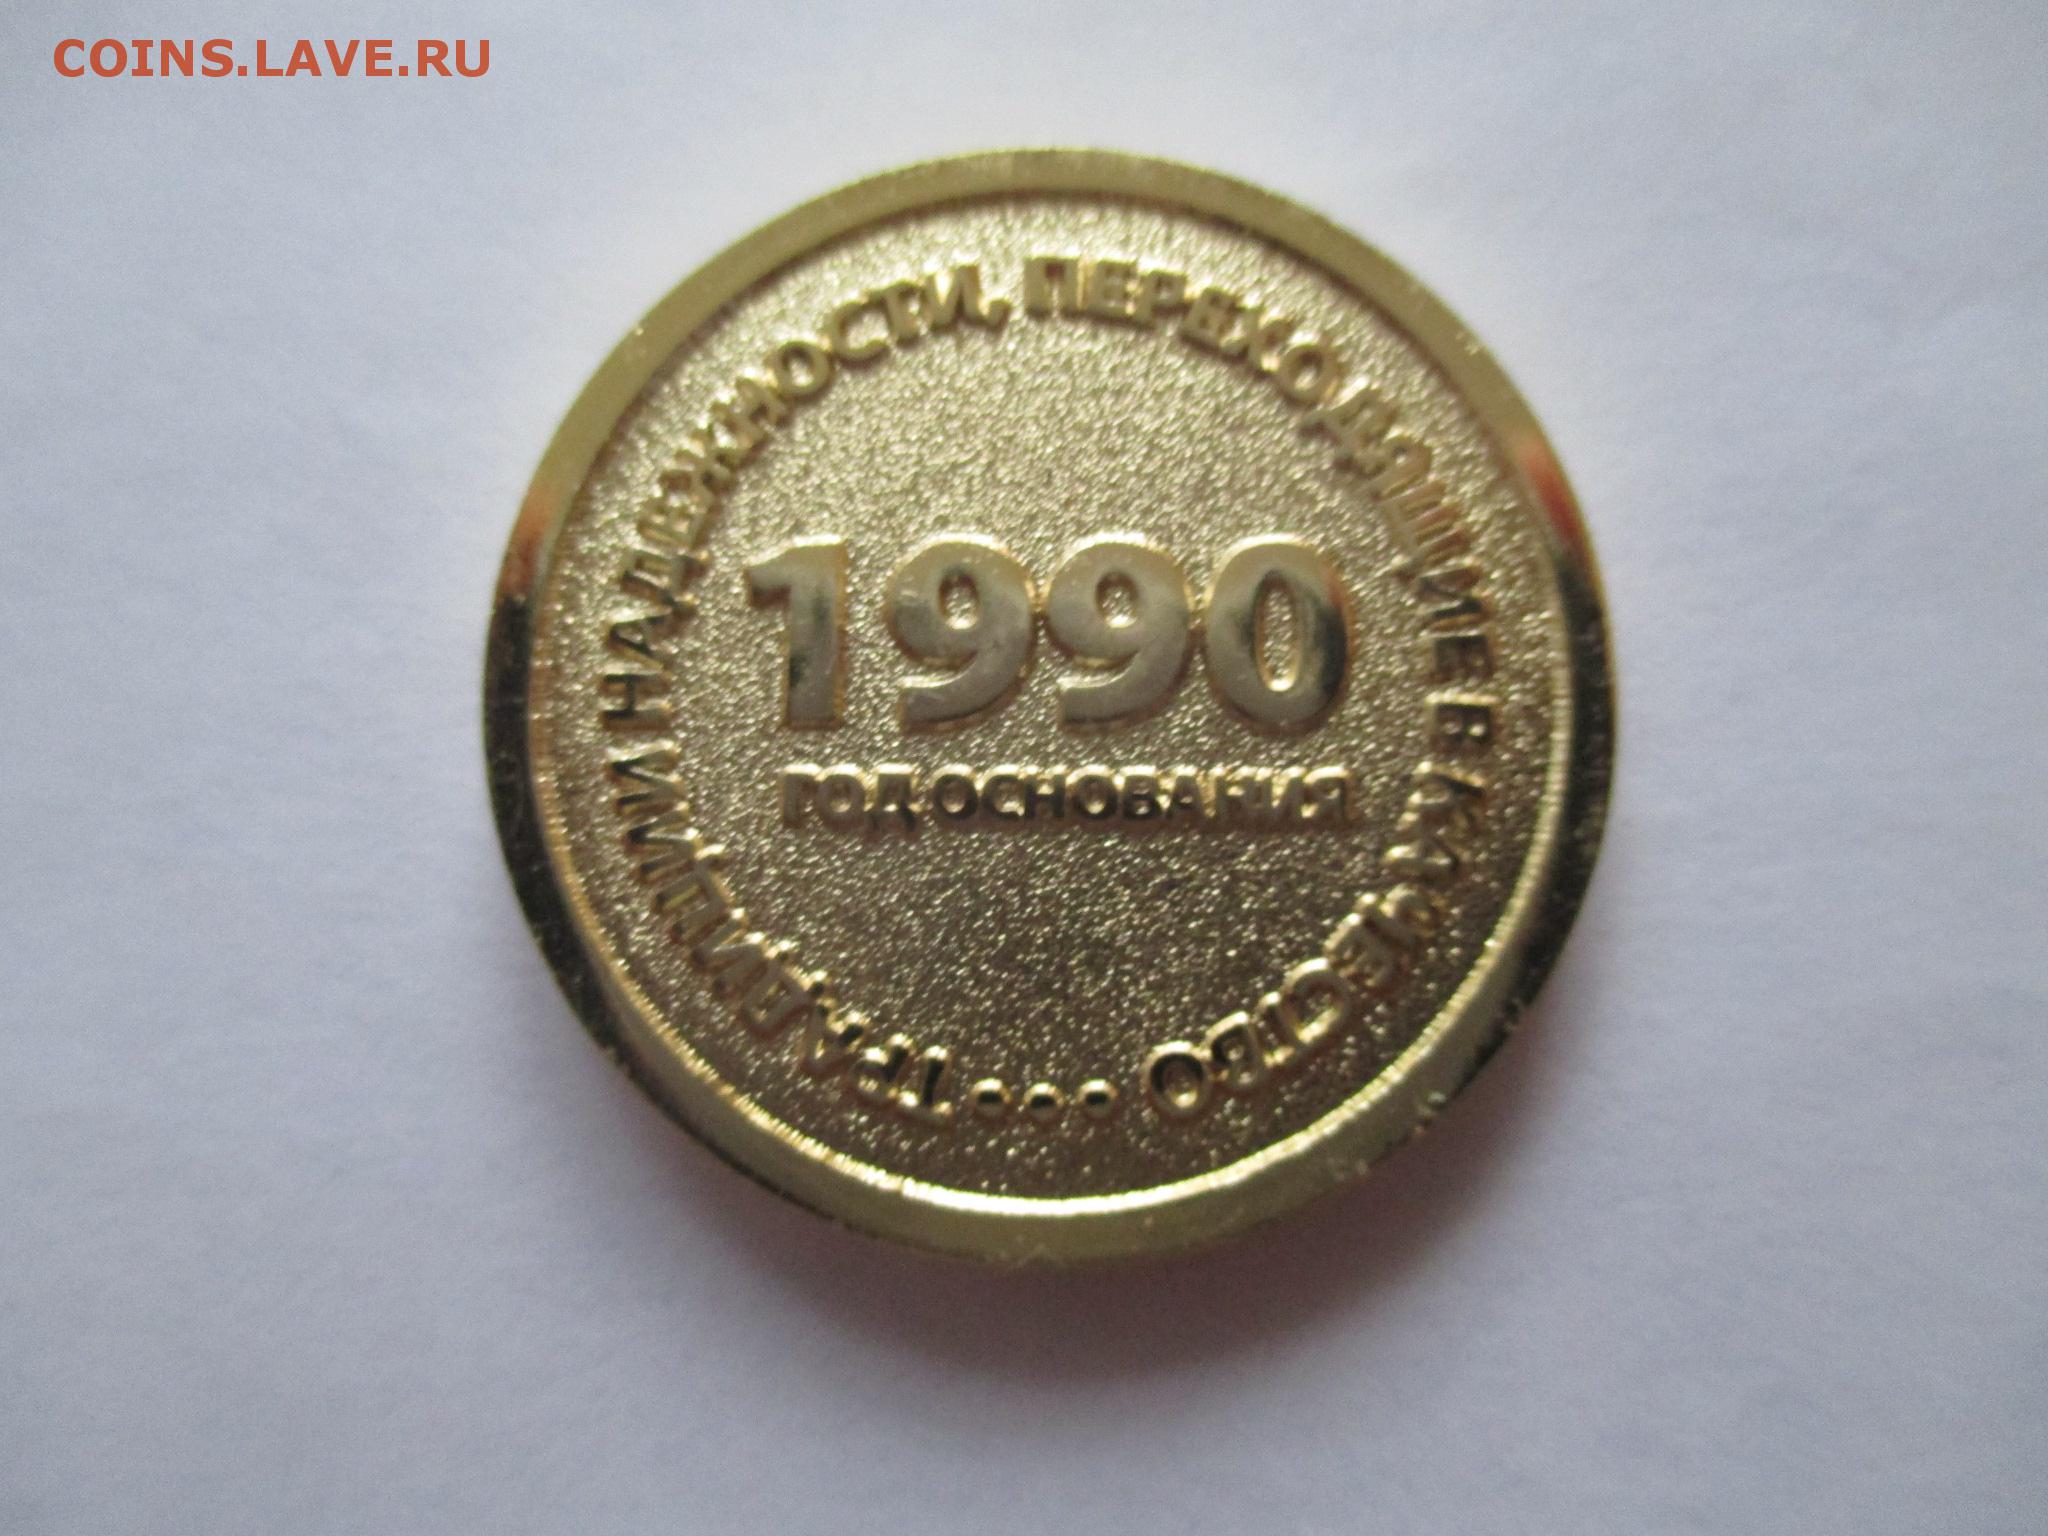 COINS.LAVE.RU
ТРАДИЦИИ НАДЕЖНОСТИ, ПЕРЕХОДЯЩИЕ В КАЧЕСТВО
1990
ГОД ОСНОВАНИЯ